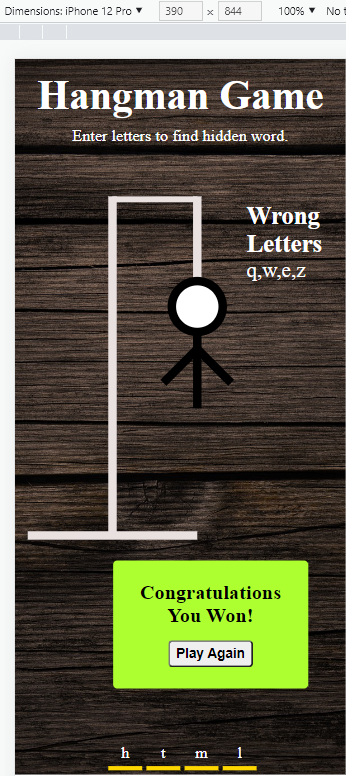 Dimensions: iPhone 12 Pro ▼ 390 × 844 100% ▼ No t
Hangman Game
Enter letters to find hidden word.
Wrong
Letters
q,w,e,z
Congratulations
You Won!
Play Again
h t m l